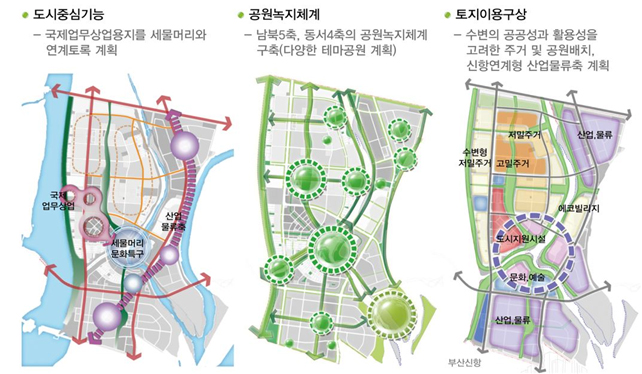 도시중심기능
– 국제업무상업용지를 세물머리와
연계토록 계획
국제
업무상업
산업
물류축
세물머리
문화특구
공원녹지체계
– 남북5축, 동서4축의 공원녹지체계
구축(다양한 테마공원 계획)
토지이용구상
– 수변의 공공성과 활용성을
고려한 주거 및 공원배치,
신항연계형 산업물류축 계획
저밀주거
산업,물류
수변형
저밀주거
고밀주거
에코빌리지
도시지원시설
문화,예술
산업,물류
부산신항